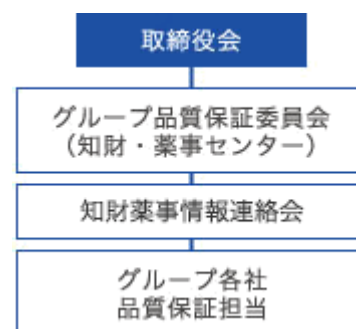 取締役会
グループ品質保証委員会
（知財・薬事センター）
知財薬事情報連絡会
グループ各社
品質保証担当